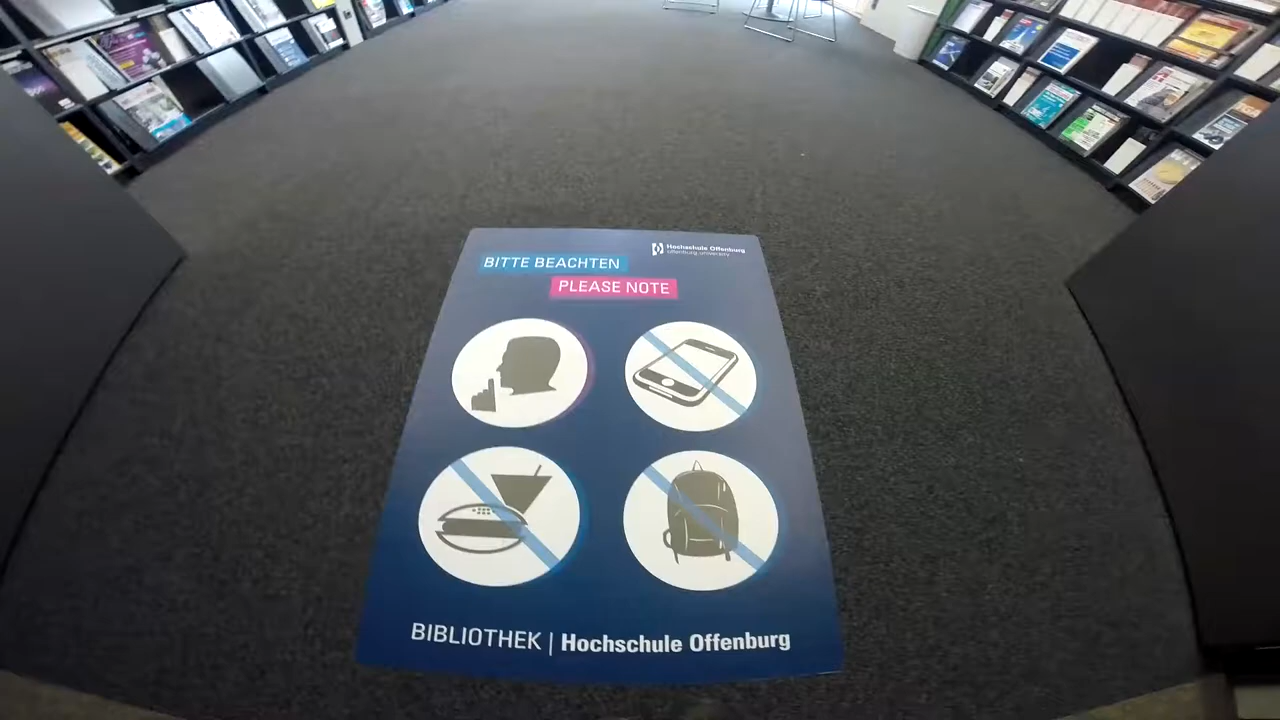 Hochschule Offenburg
offenburg university
BITTE BEACHTEN
PLEASE NOTE
BIBLIOTHEK | Hochschule Offenburg